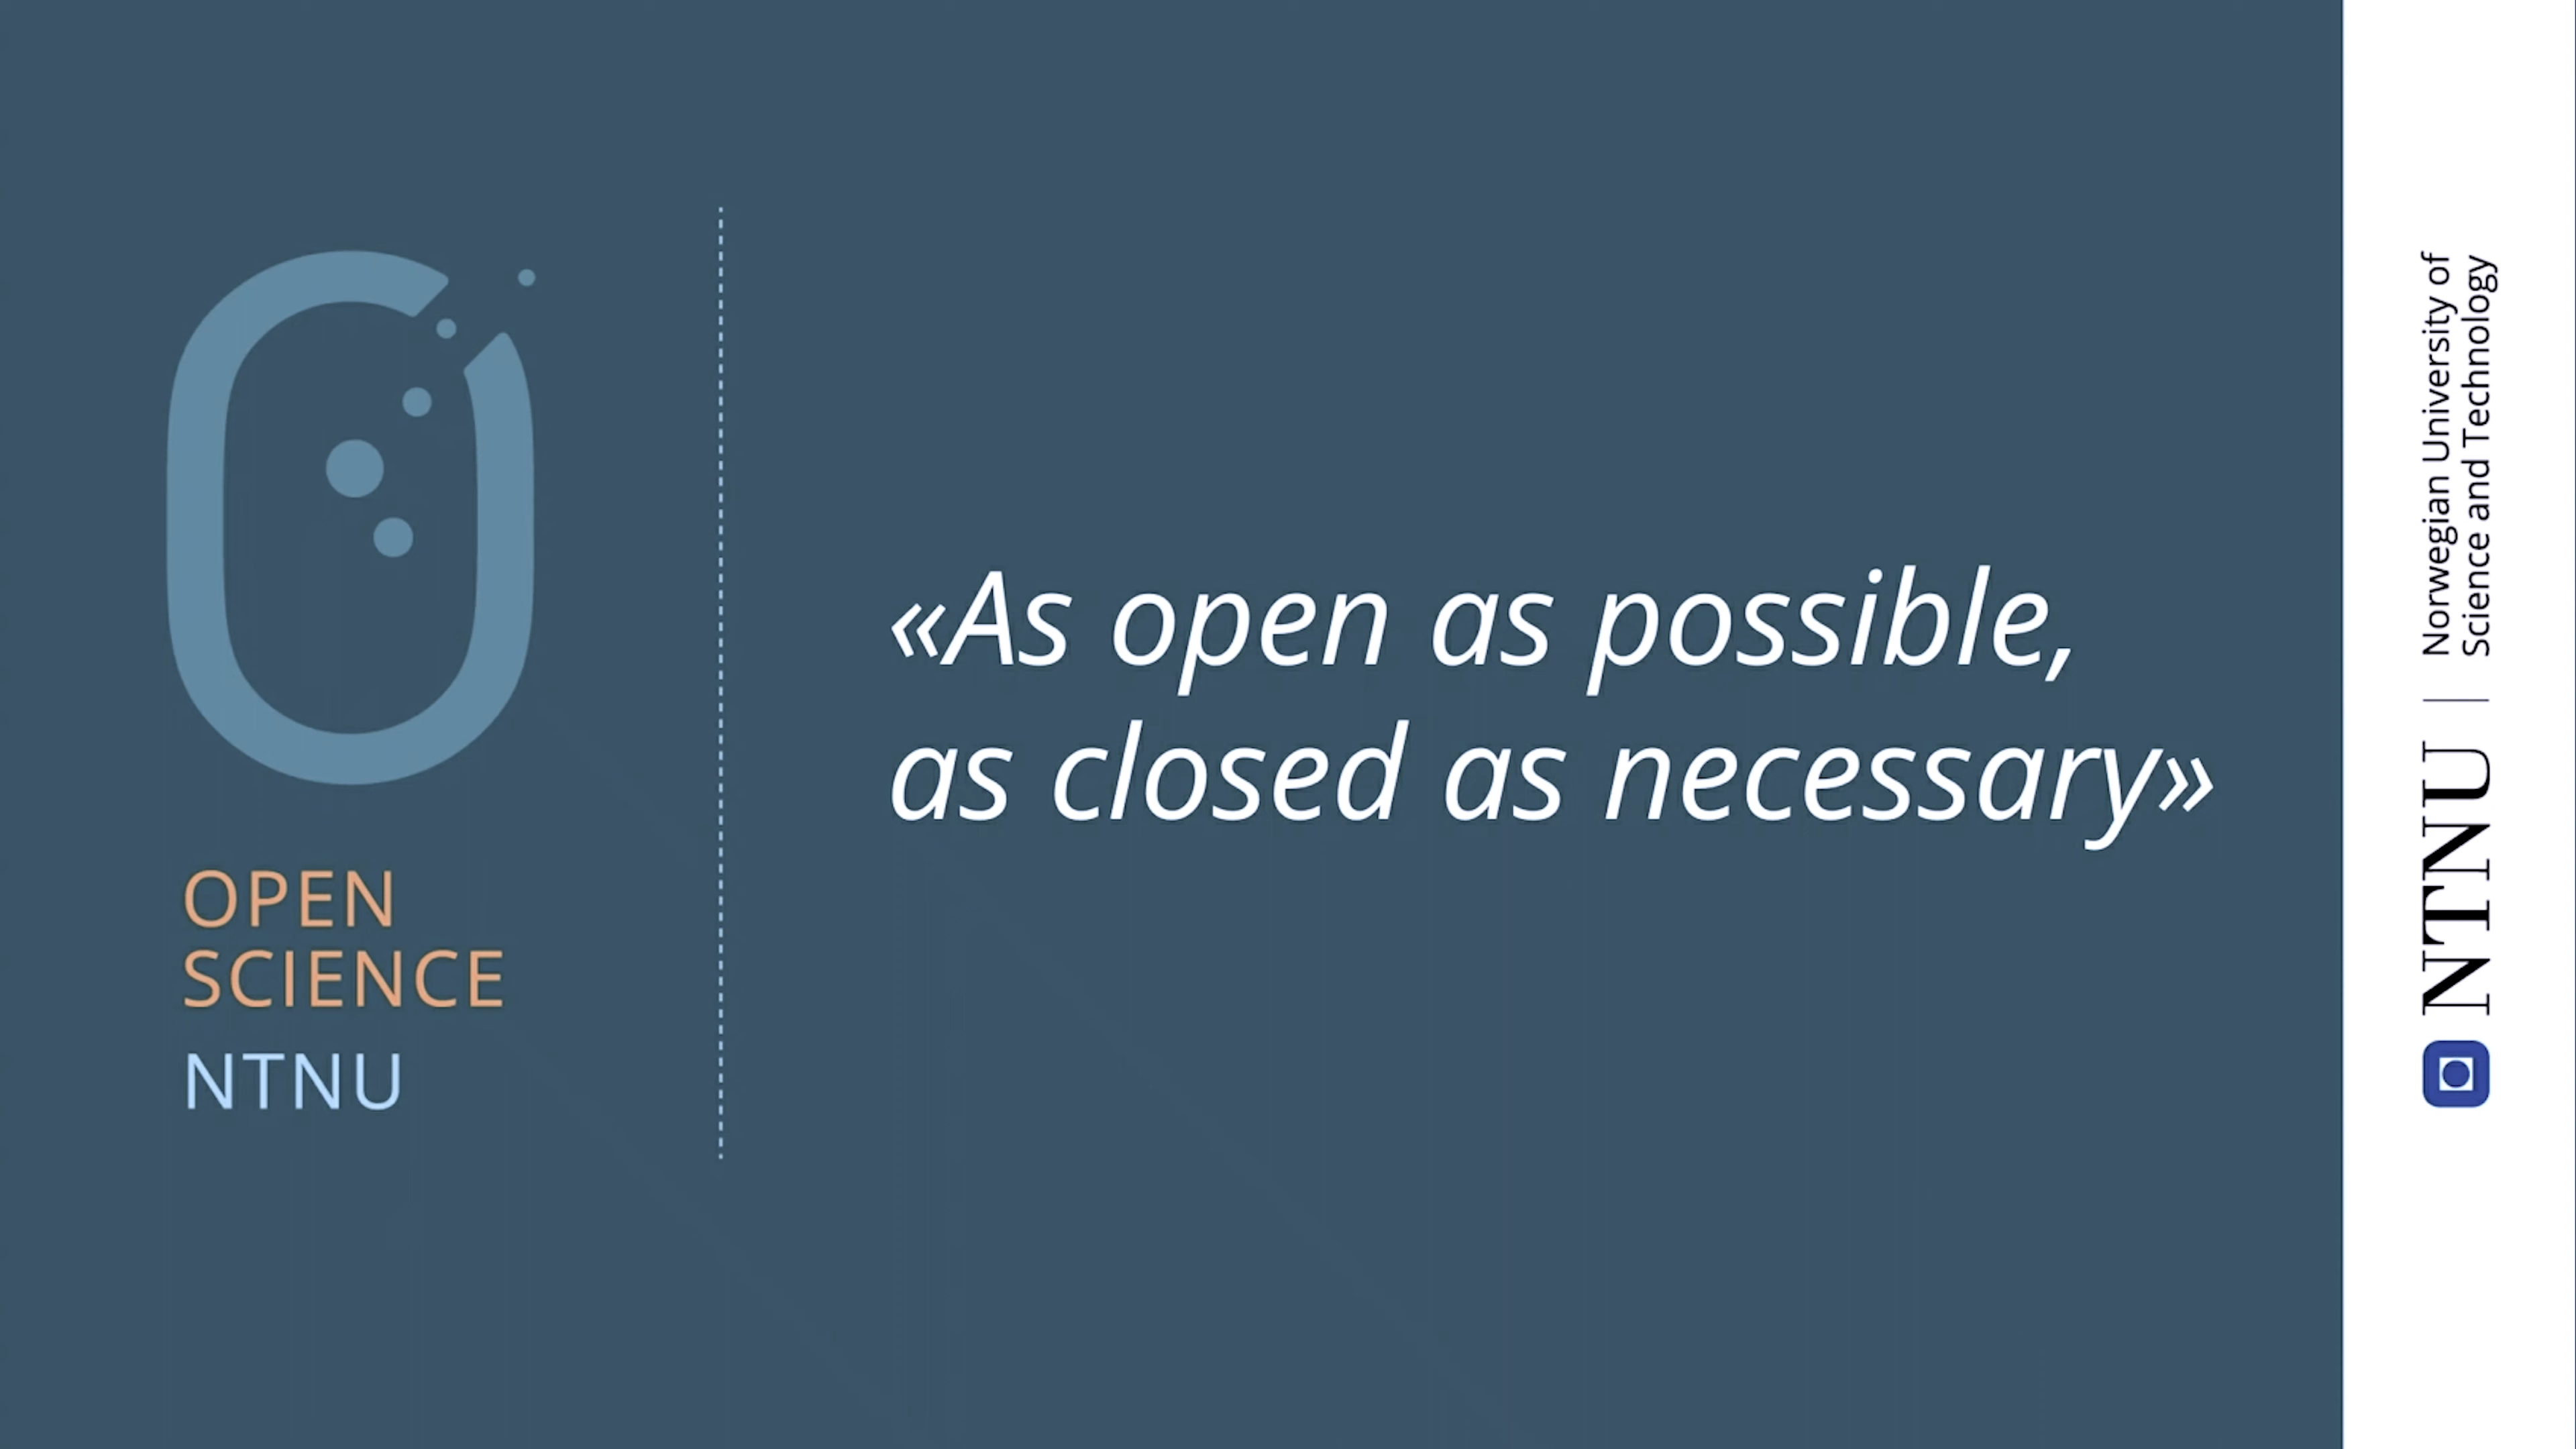 OPEN
SCIENCE
NTNU
«As open as possible,
as closed as necessary»
NTNU
Norwegian University of
Science and Technology